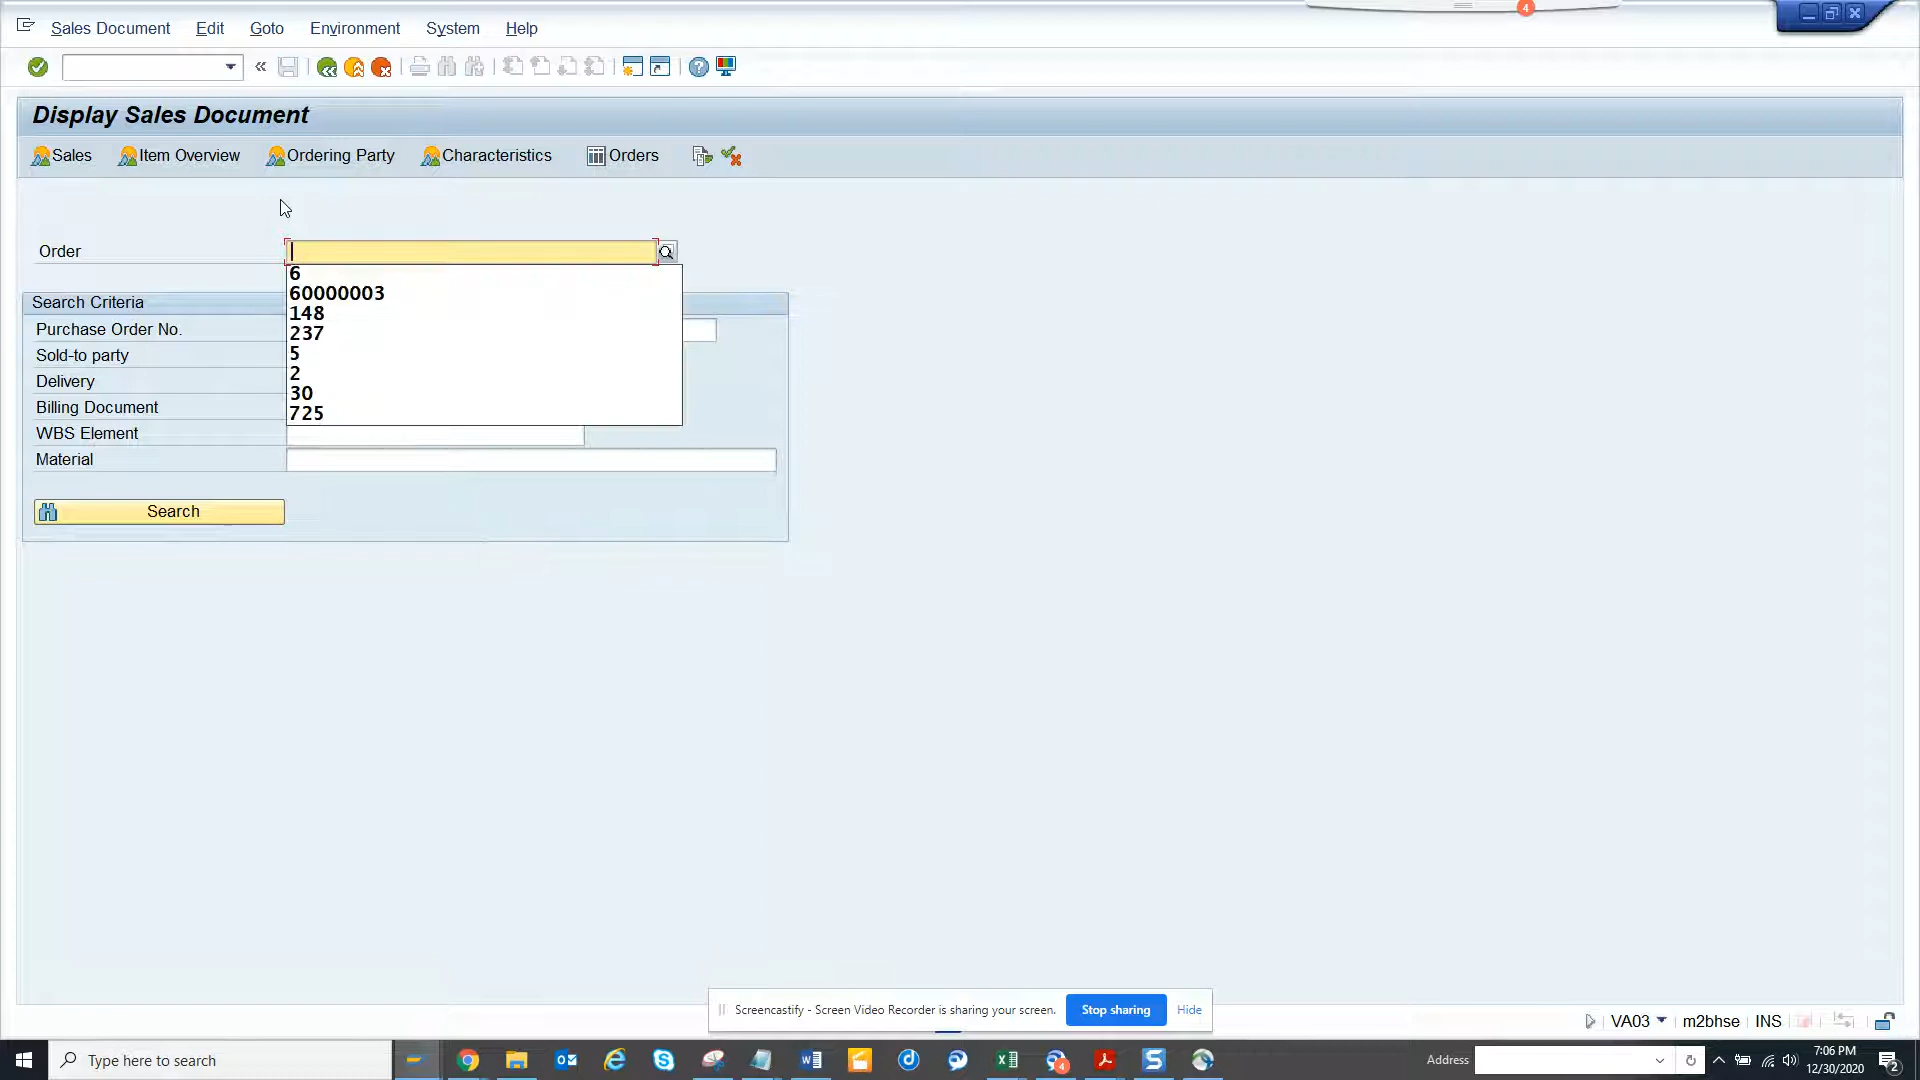 4
Sales Document Edit Goto Environment System Help
Display Sales Document
Sales Item Overview Ordering Party Characteristics Orders
Order
6
60000003
148
237
5
2
30
725
Search Criteria
Purchase Order No.
Sold-to party
Delivery
Billing Document
WBS Element
Material
Search
Screencastify - Screen Video Recorder is sharing your screen. Stop sharing Hide
VA03 m2bhse INS
Type here to search
4
Address
7:06 PM
12/30/2020
2